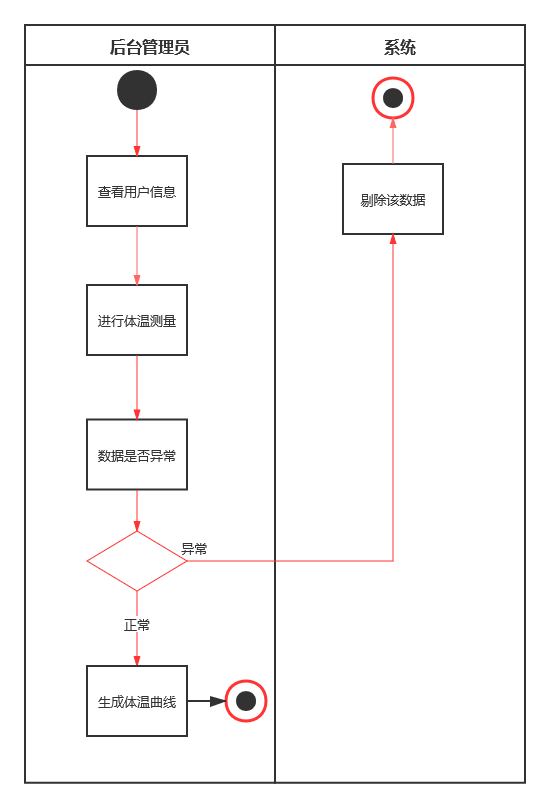 后台管理员
系统
查看用户信息
剔除该数据
进行体温测量
数据是否异常
异常
正常
生成体温曲线